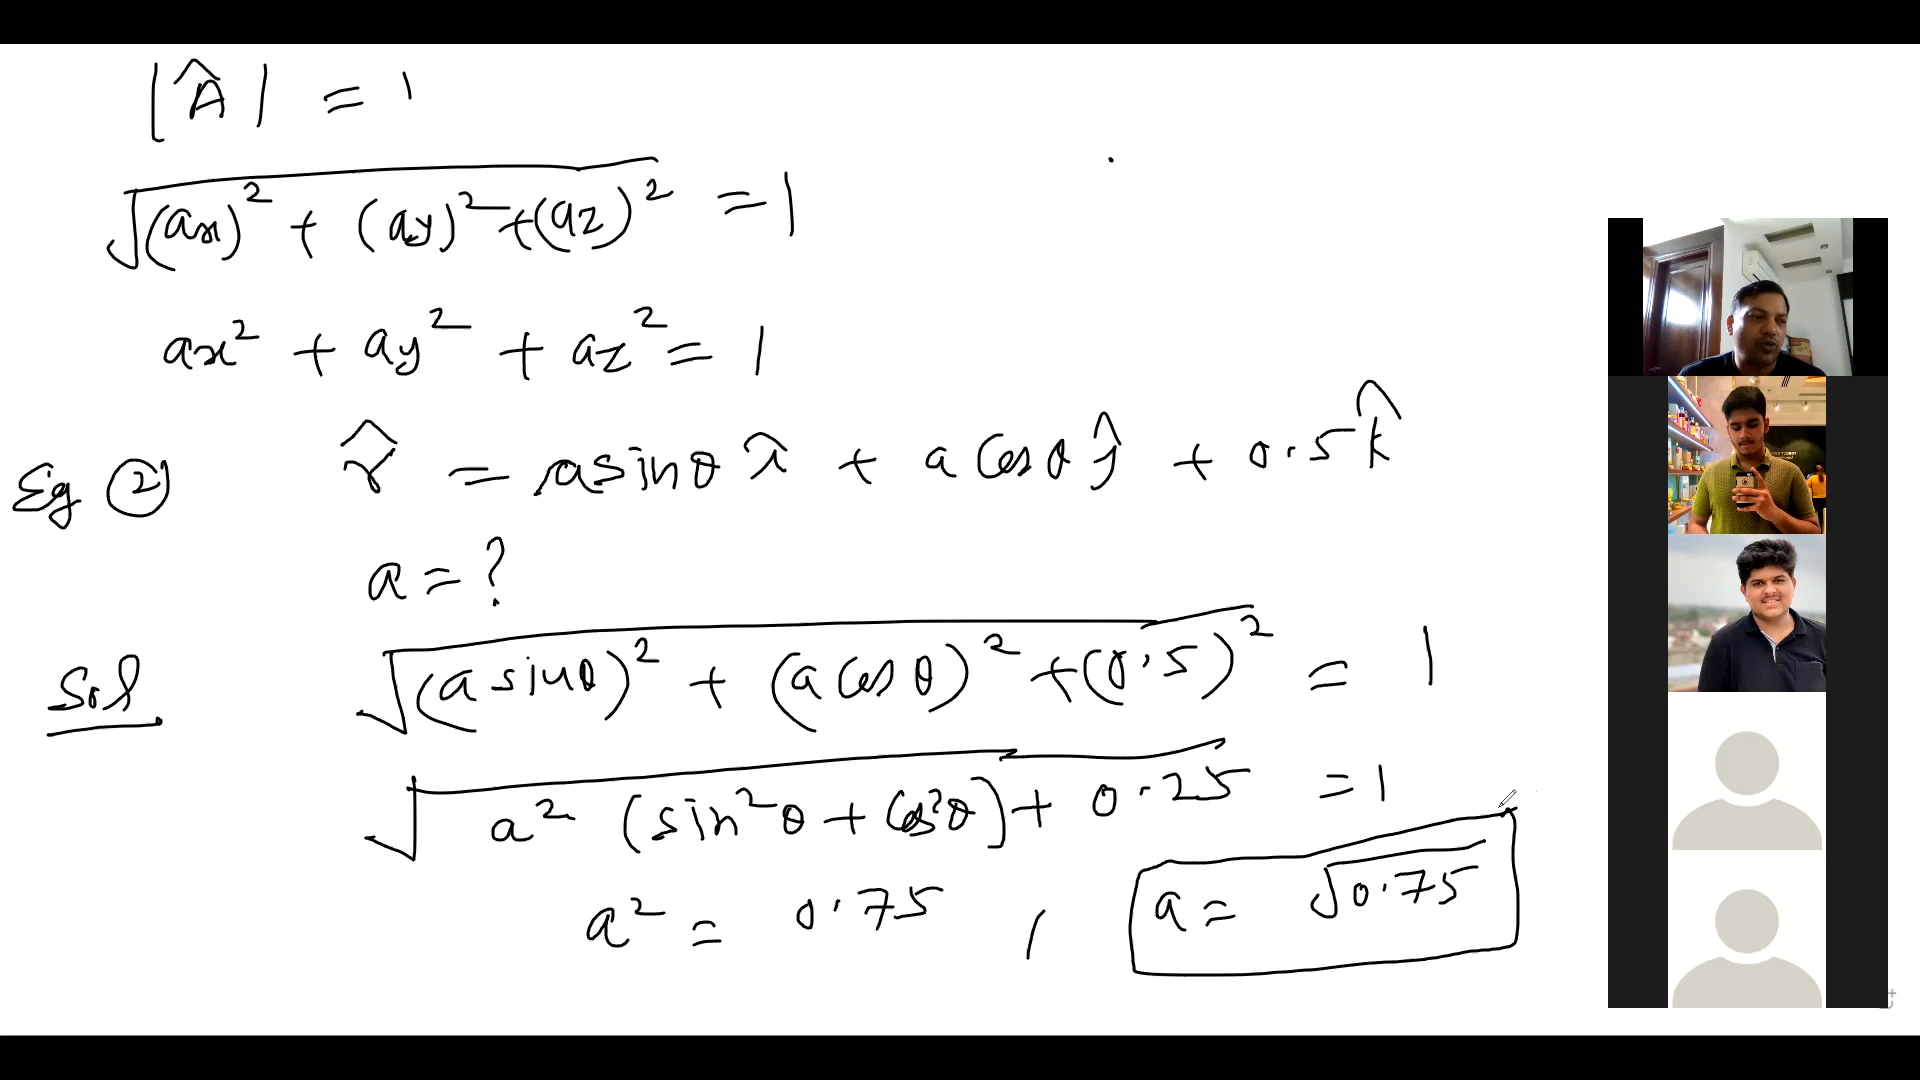 |Â| = 1
√(ax)² + (ay)² + (az)² = 1
ax² + ay² + az² = 1
Eg ② r̂ = a sinθ î + a cosθ ĵ + 0.5 k̂
a = ?
Sol √(a sinθ)² + (a cosθ)² + (0.5)² = 1
√a² (sin²θ + cos²θ) + 0.25 = 1
a² = 0.75 , a = √0.75